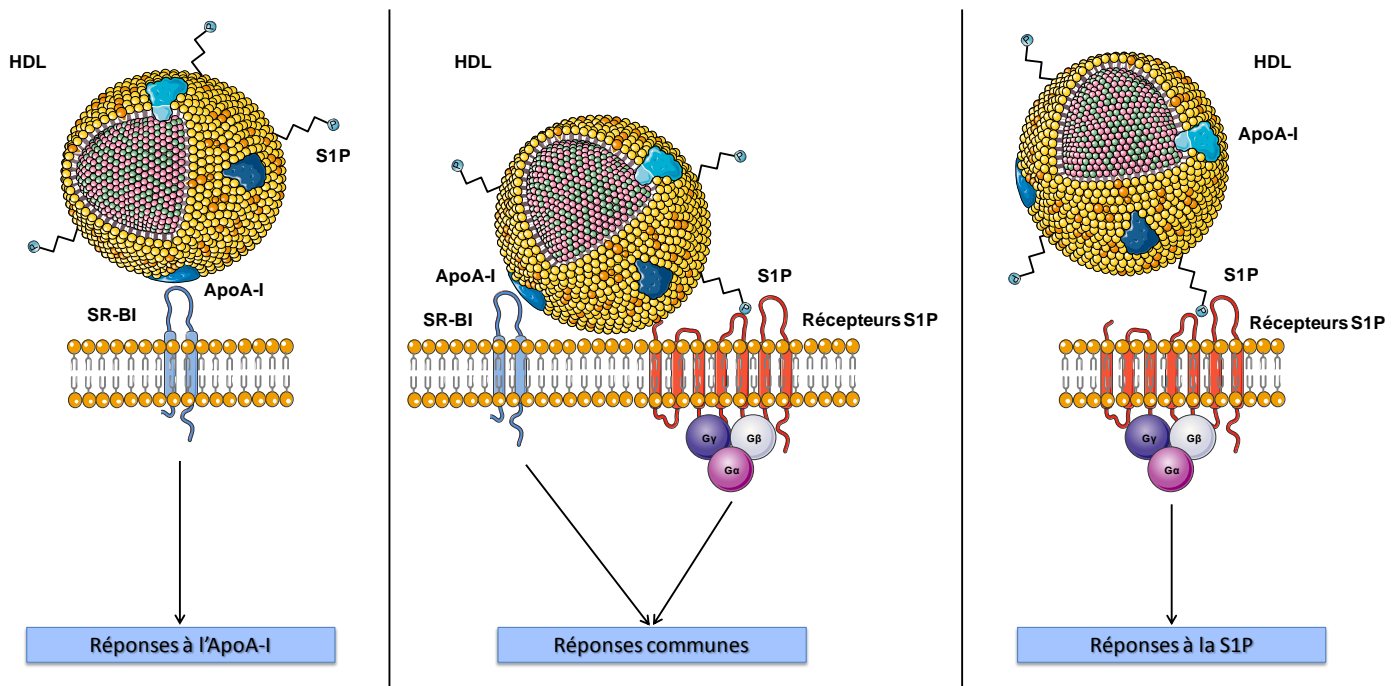 HDL
P
P
S1P
P
ApoA-I
SR-BI
Réponses à l'ApoA-I
HDL
P
P
ApoA-I
S1P
P
SR-BI
Récepteurs S1P
Gγ
Gβ
Gα
Réponses communes
P
HDL
ApoA-I
P
S1P
P
Récepteurs S1P
Gγ
Gβ
Gα
Réponses à la S1P